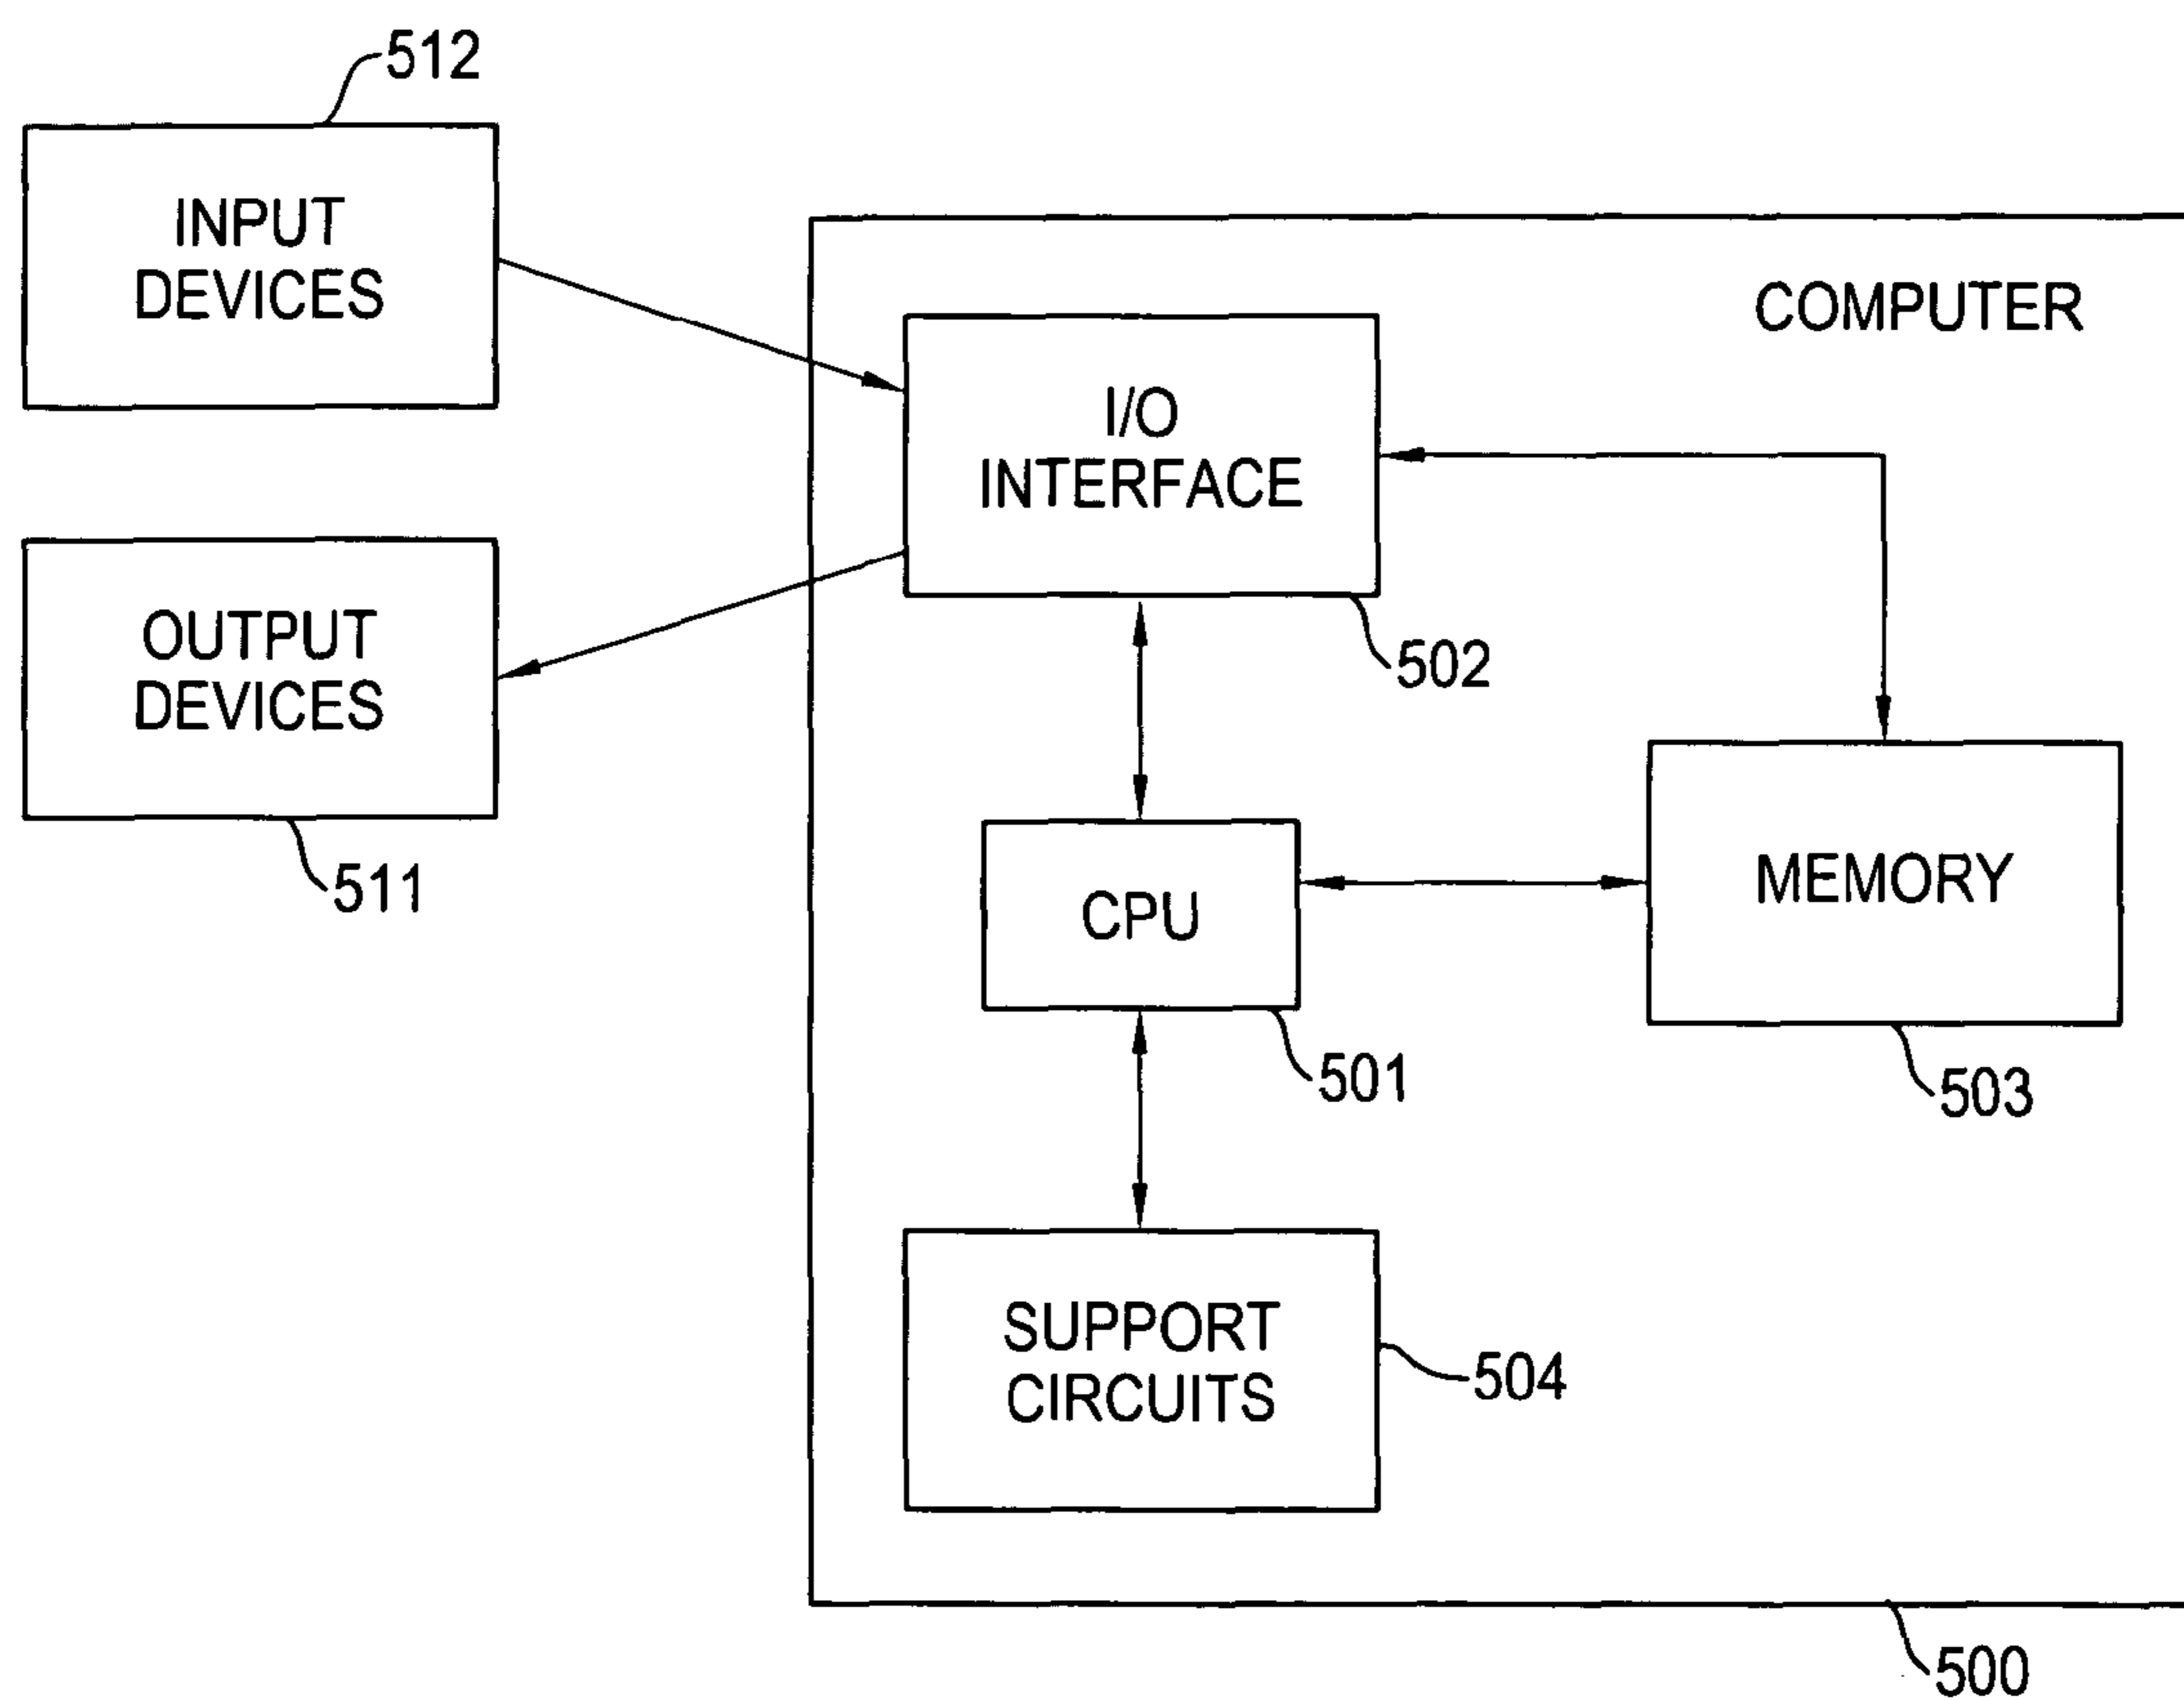 512
INPUT
DEVICES
COMPUTER
I/O
INTERFACE
502
OUTPUT
DEVICES
511
CPU
501
MEMORY
503
SUPPORT
CIRCUITS
504
500